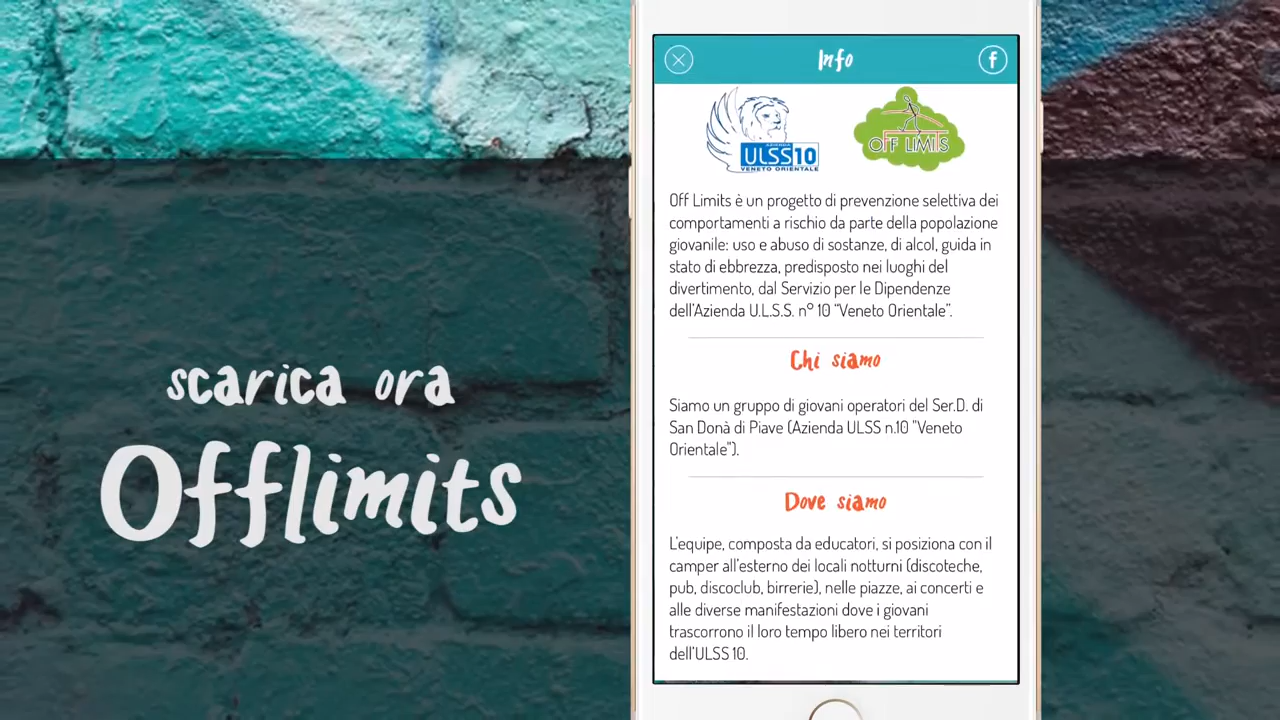 scarica ora
Offlimits
Info
f
AZIENDA
ULSS10
VENETO ORIENTALE
OFF LIMITS
Off Limits è un progetto di prevenzione selettiva dei
comportamenti a rischio da parte della popolazione
giovanile: uso e abuso di sostanze, di alcol, guida in
stato di ebbrezza, predisposto nei luoghi del
divertimento, dal Servizio per le Dipendenze
dell'Azienda U.L.S.S. n° 10 "Veneto Orientale".
Chi siamo
Siamo un gruppo di giovani operatori del Ser.D. di
San Donà di Piave (Azienda ULSS n.10 "Veneto
Orientale").
Dove siamo
L'equipe, composta da educatori, si posiziona con il
camper all'esterno dei locali notturni (discoteche,
pub, discoclub, birrerie), nelle piazze, ai concerti e
alle diverse manifestazioni dove i giovani
trascorrono il loro tempo libero nei territori
dell'ULSS 10.